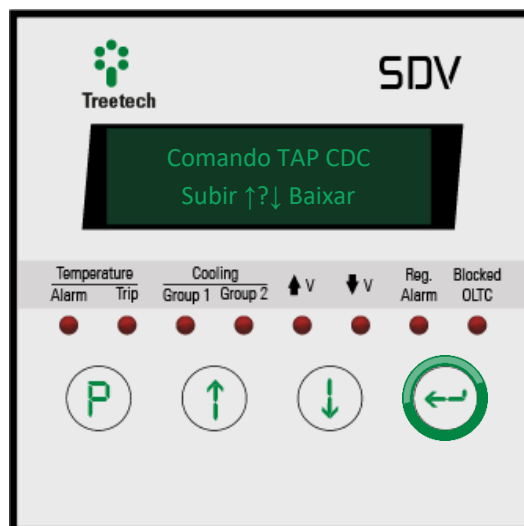 Treetech
SDV
Comando TAP CDC
Subir ↑?↓ Baixar
Temperature
Alarm Trip
Cooling
Group 1 Group 2
V
V
Reg.
Alarm
Blocked
OLTC
P